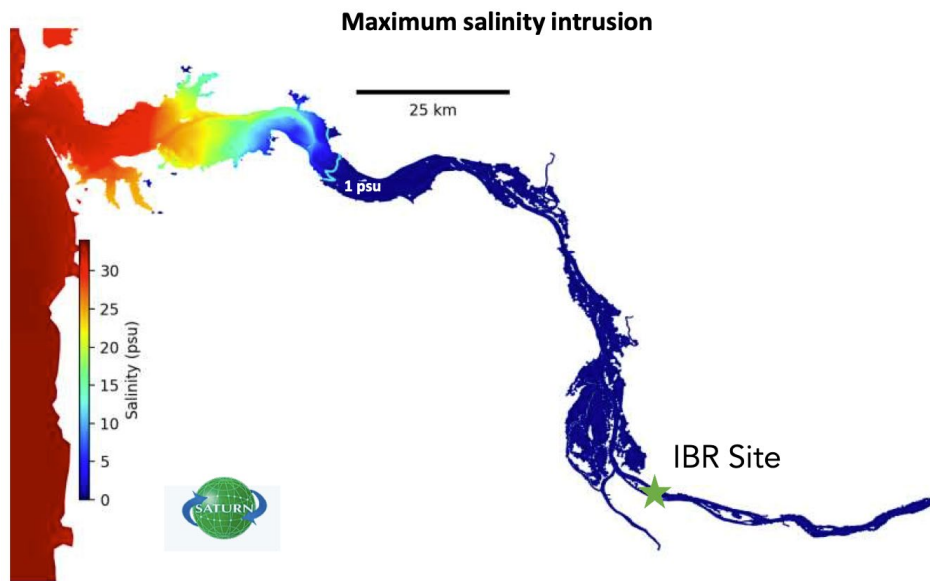 Maximum salinity intrusion
25 km
1 psu
30
25
20
15
10
5
0
Salinity (psu)
IBR Site
SATURN